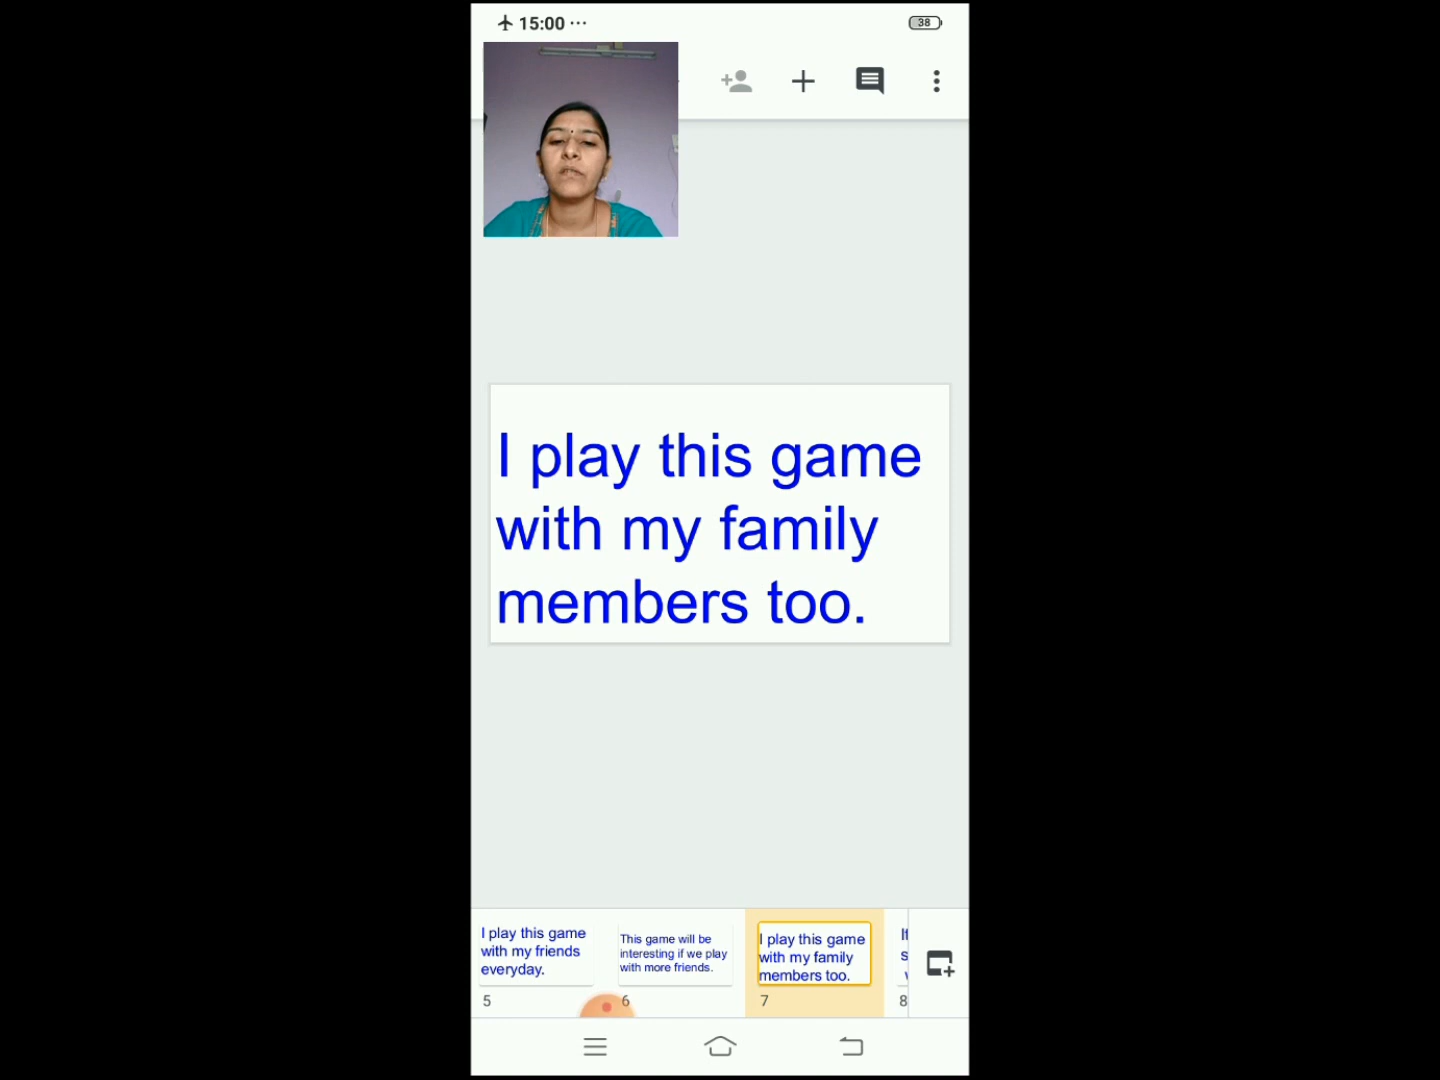 15:00 ...
38
I play this game
with my family
members too.
I play this game
with my friends
everyday.
5
This game will be
interesting if we play
with more friends.
6
I play this game
with my family
members too.
7
If
s
8